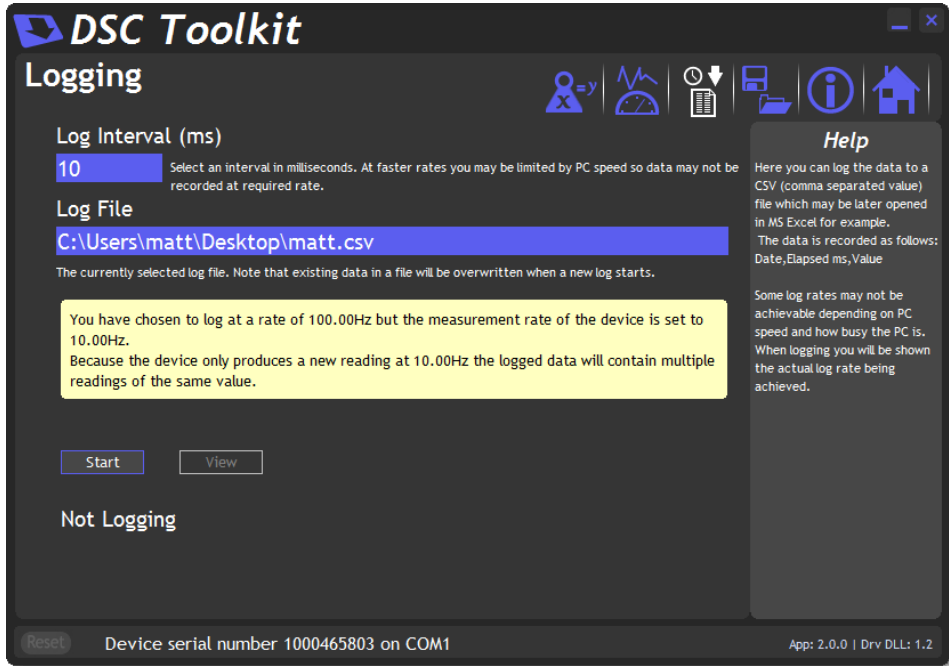 DSC Toolkit
Logging
x=y
Log Interval (ms)
10
Select an interval in milliseconds. At faster rates you may be limited by PC speed so data may not be
recorded at required rate.
Log File
C:\Users\matt\Desktop\matt.csv
The currently selected log file. Note that existing data in a file will be overwritten when a new log starts.
You have chosen to log at a rate of 100.00Hz but the measurement rate of the device is set to
10.00Hz.
Because the device only produces a new reading at 10.00Hz the logged data will contain multiple
readings of the same value.
Start
View
Not Logging
Help
Here you can log the data to a
CSV (comma separated value)
file which may be later opened
in MS Excel for example.
The data is recorded as follows:
Date,Elapsed ms,Value
Some log rates may not be
achievable depending on PC
speed and how busy the PC is.
When logging you will be shown
the actual log rate being
achieved.
Reset
Device serial number 1000465803 on COM1
App: 2.0.0 | Drv DLL: 1.2